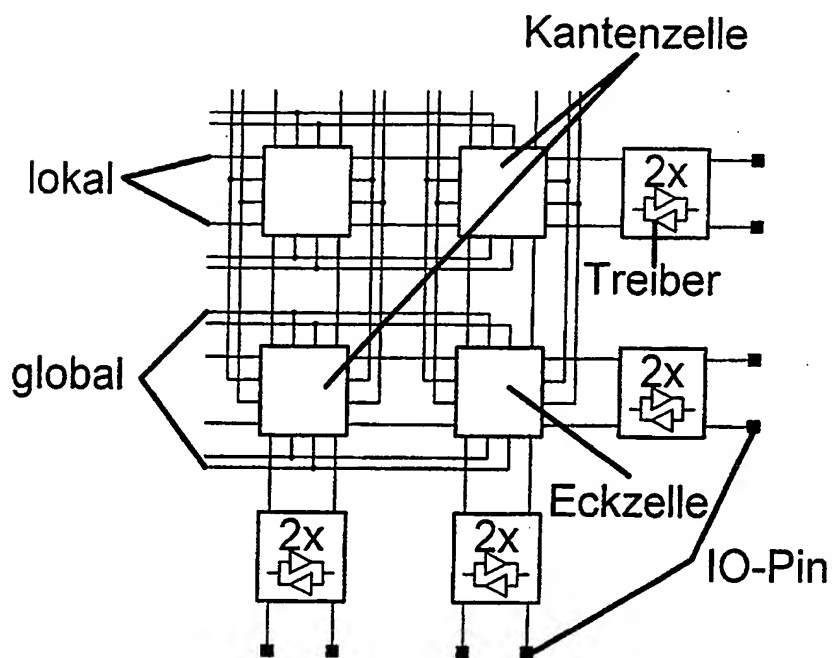 Kantenzelle
lokal
2x
Treiber
global
2x
Eckzelle
2x
2x
IO-Pin